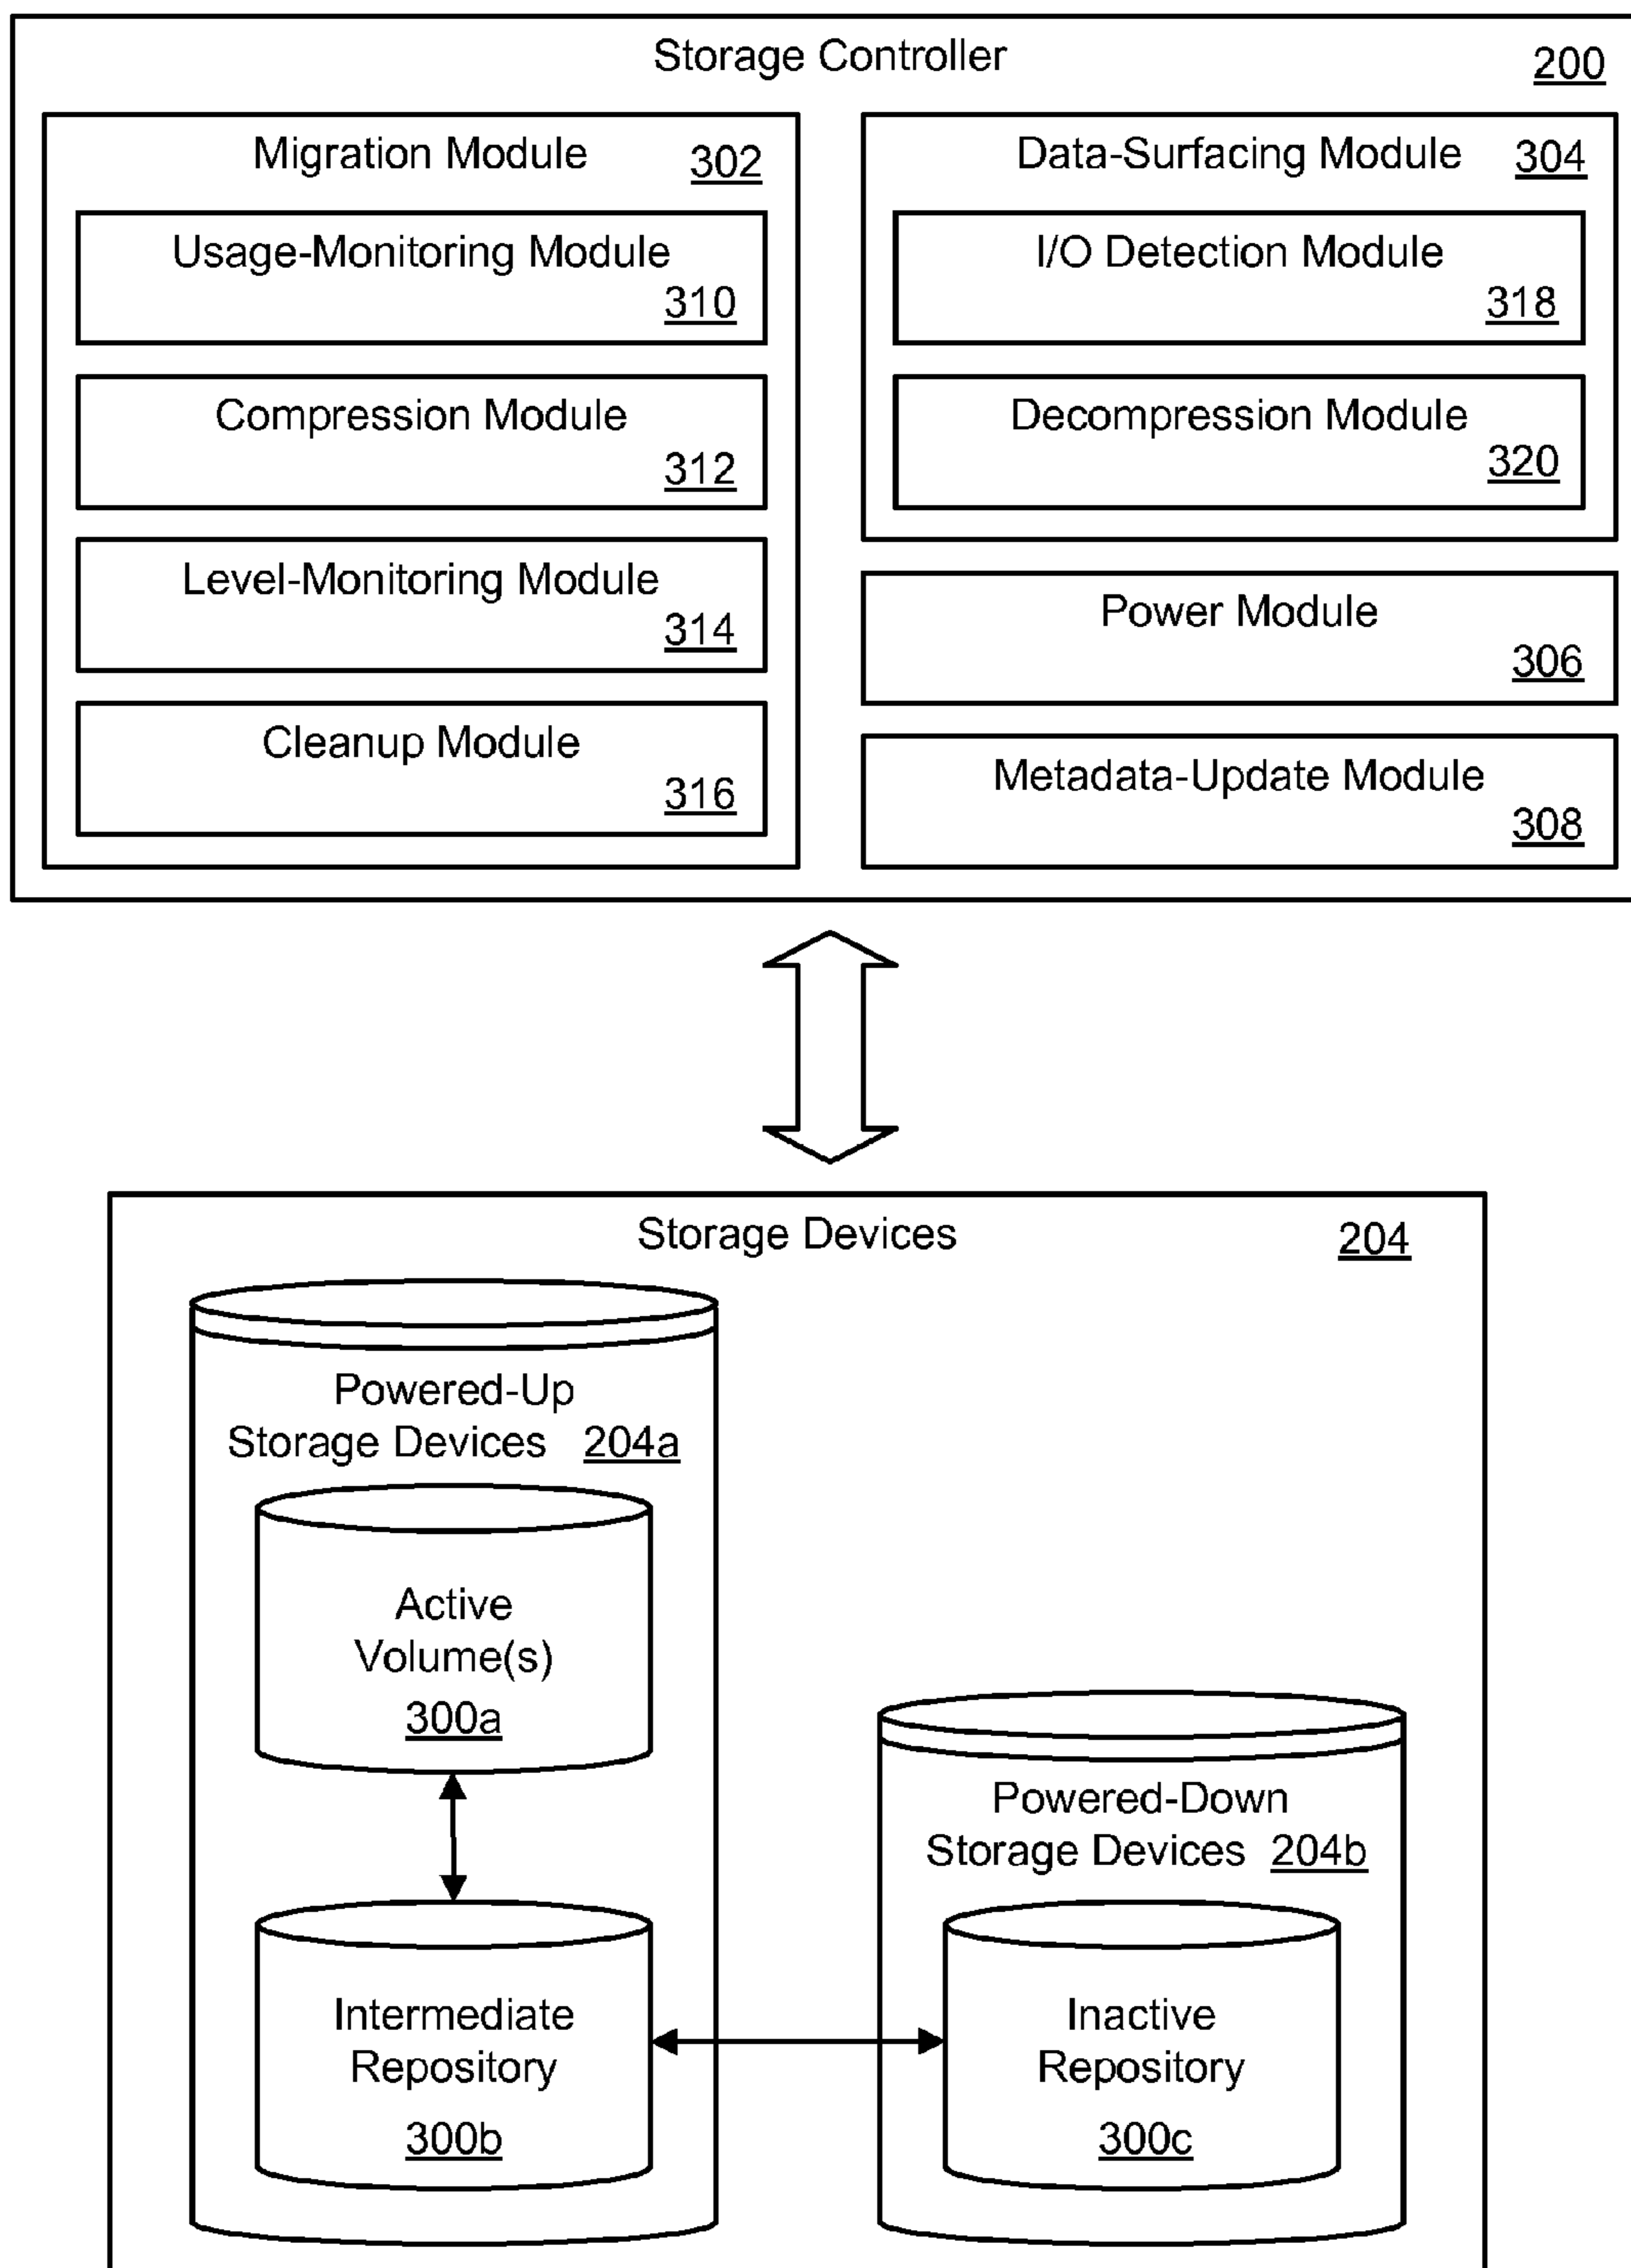 Storage Controller 200
Migration Module 302
Usage-Monitoring Module
310
Compression Module
312
Level-Monitoring Module
314
Cleanup Module
316
Data-Surfacing Module 304
I/O Detection Module
318
Decompression Module
320
Power Module
306
Metadata-Update Module
308
Storage Devices 204
Powered-Up
Storage Devices 204a
Active
Volume(s)
300a
Intermediate
Repository
300b
Powered-Down
Storage Devices 204b
Inactive
Repository
300c